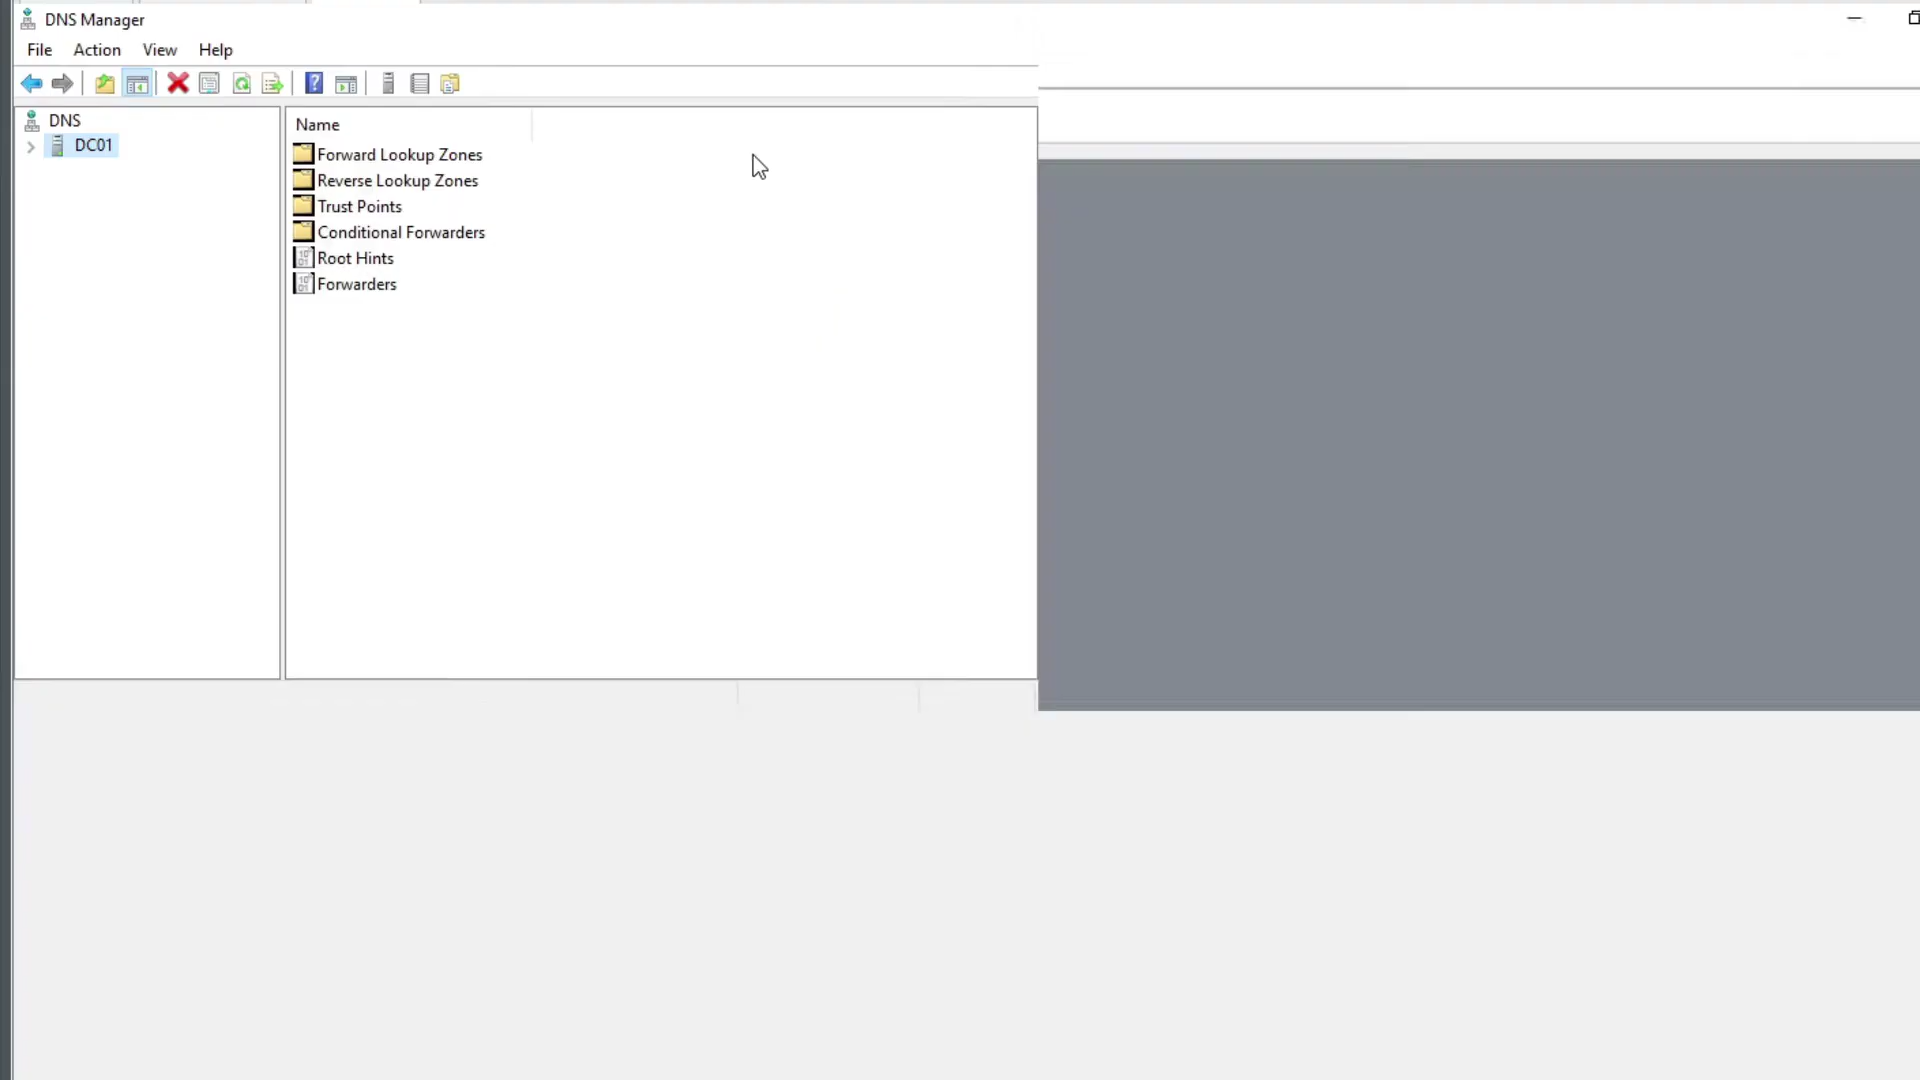 DNS Manager
File Action View Help
DNS
DC01
Name
Forward Lookup Zones
Reverse Lookup Zones
Trust Points
Conditional Forwarders
Root Hints
Forwarders